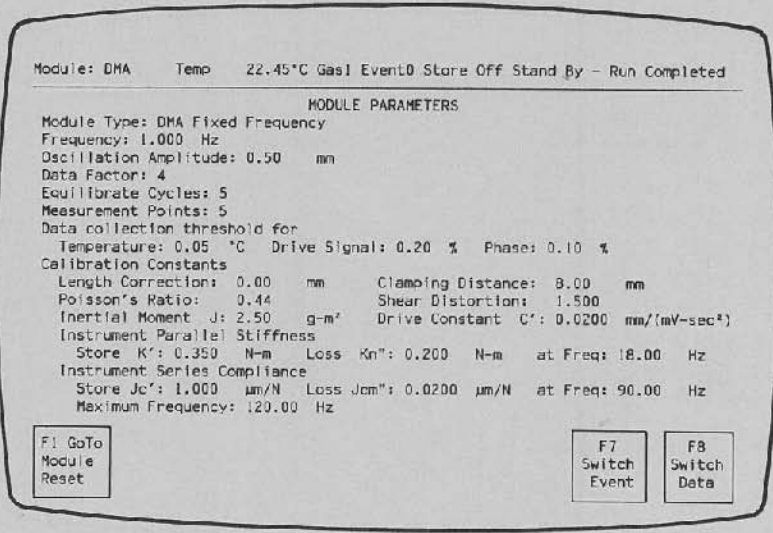 Module: DMA Temp 22.45°C Gas1 Event0 Store Off Stand By - Run Completed
MODULE PARAMETERS
Module Type: DMA Fixed Frequency
Frequency: 1.000 Hz
Oscillation Amplitude: 0.50 mm
Data Factor: 4
Equilibrate Cycles: 5
Measurement Points: 5
Data collection threshold for
Temperature: 0.05 °C Drive Signal: 0.20 % Phase: 0.10 %
Calibration Constants
Length Correction: 0.00 mm Clamping Distance: 8.00 mm
Poisson's Ratio: 0.44 Shear Distortion: 1.500
Inertial Moment J: 2.50 g-m² Drive Constant C': 0.0200 mm/(mV-sec²)
Instrument Parallel Stiffness
Store K': 0.350 N-m Loss Kn": 0.200 N-m at Freq: 18.00 Hz
Instrument Series Compliance
Store Jc': 1.000 µm/N Loss Jcm": 0.0200 µm/N at Freq: 90.00 Hz
Maximum Frequency: 120.00 Hz
F1 GoTo
Module
Reset
F7
Switch
Event
F8
Switch
Data